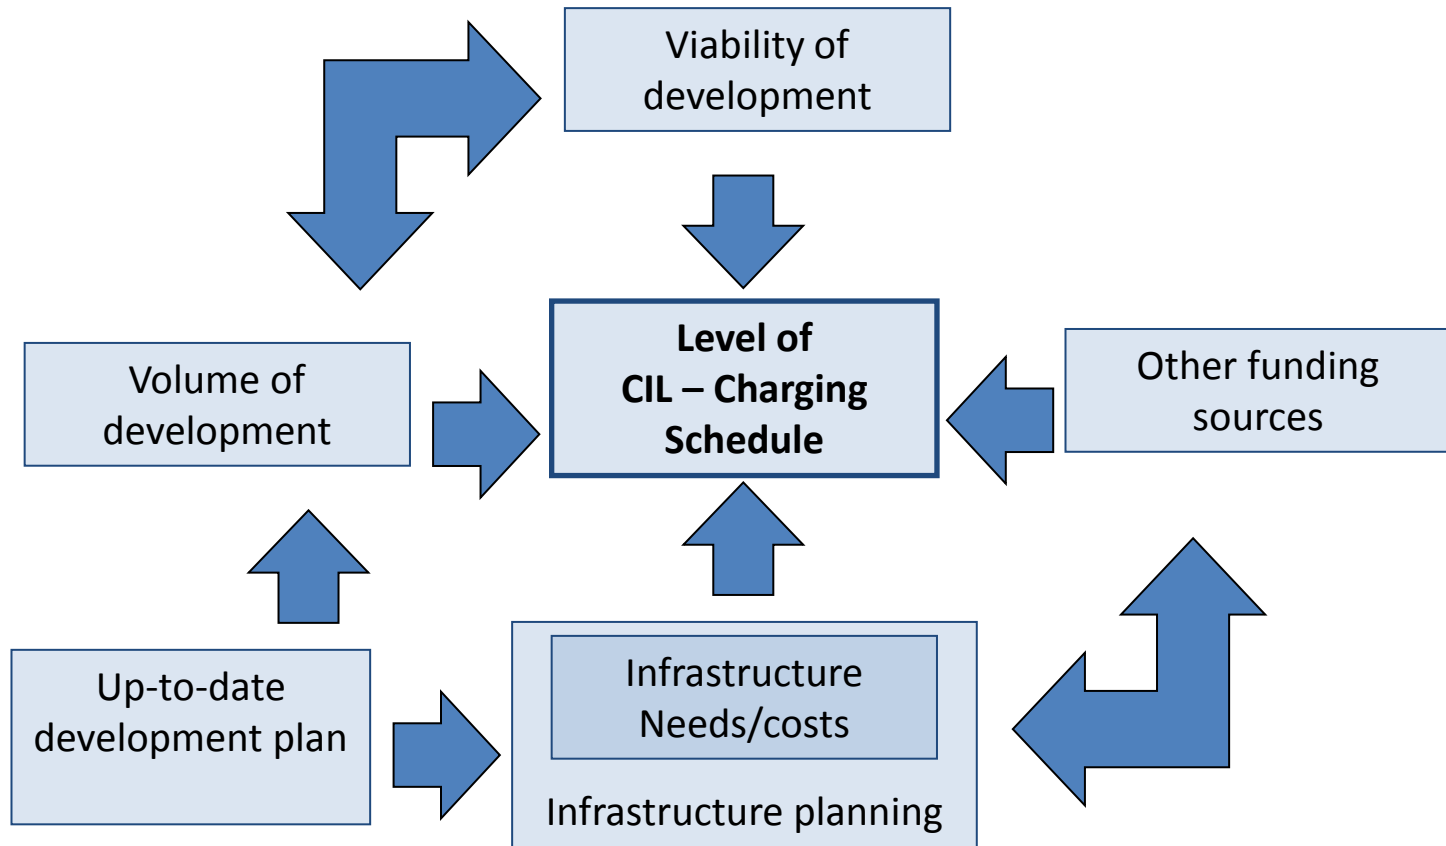 Viability of
development
Volume of
development
Level of
CIL – Charging
Schedule
Other funding
sources
Up-to-date
development plan
Infrastructure
Needs/costs
Infrastructure planning